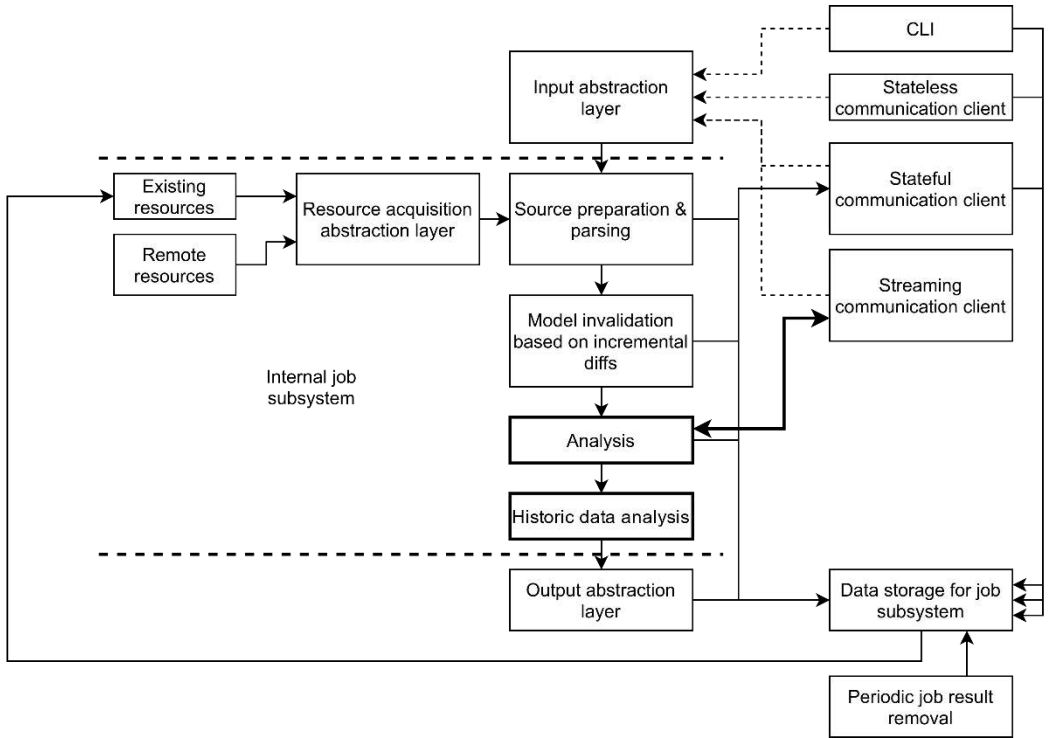 CLI
Input abstraction
layer
Stateless
communication client
Existing
resources
Resource acquisition
abstraction layer
Source preparation &
parsing
Stateful
communication client
Remote
resources
Streaming
communication client
Model invalidation
based on incremental
diffs
Internal job
subsystem
Analysis
Historic data analysis
Output abstraction
layer
Data storage for job
subsystem
Periodic job result
removal